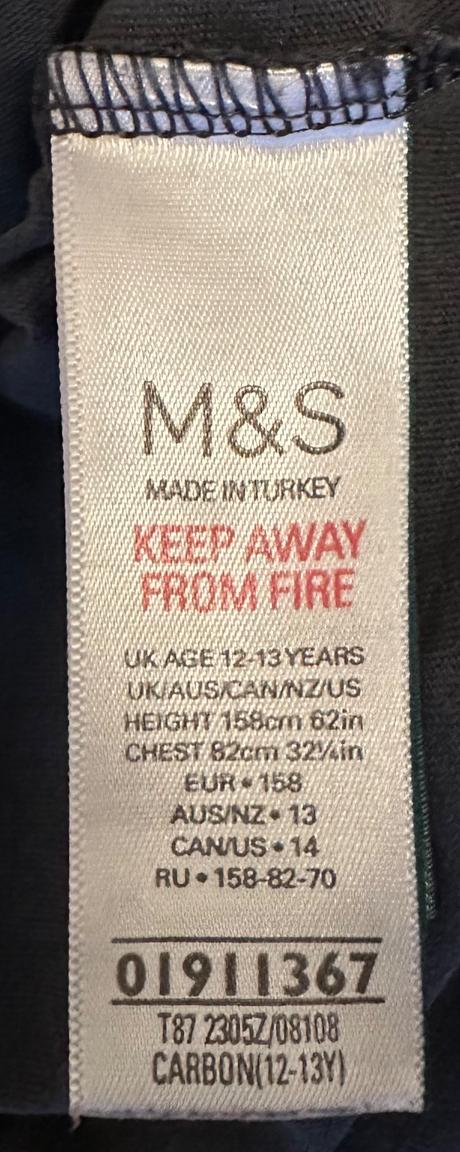 M&S
MADE IN TURKEY
KEEP AWAY
FROM FIRE
UK AGE 12-13 YEARS
UK/AUS/CAN/NZ/US
HEIGHT 158cm 62in
CHEST 82cm 32¼in
EUR • 158
AUS/NZ • 13
CAN/US • 14
RU • 158-82-70
01911367
T87 2305Z/08108
CARBON(12-13Y)